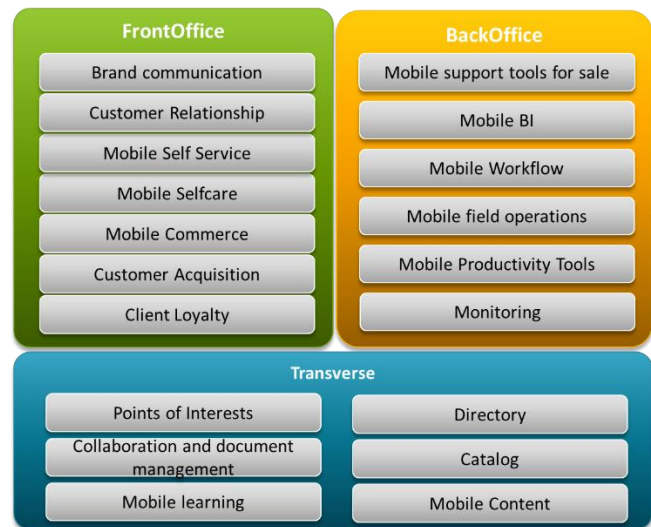 FrontOffice
Brand communication
Customer Relationship
Mobile Self Service
Mobile Selfcare
Mobile Commerce
Customer Acquisition
Client Loyalty
BackOffice
Mobile support tools for sale
Mobile BI
Mobile Workflow
Mobile field operations
Mobile Productivity Tools
Monitoring
Transverse
Points of Interests
Collaboration and document
management
Mobile learning
Directory
Catalog
Mobile Content